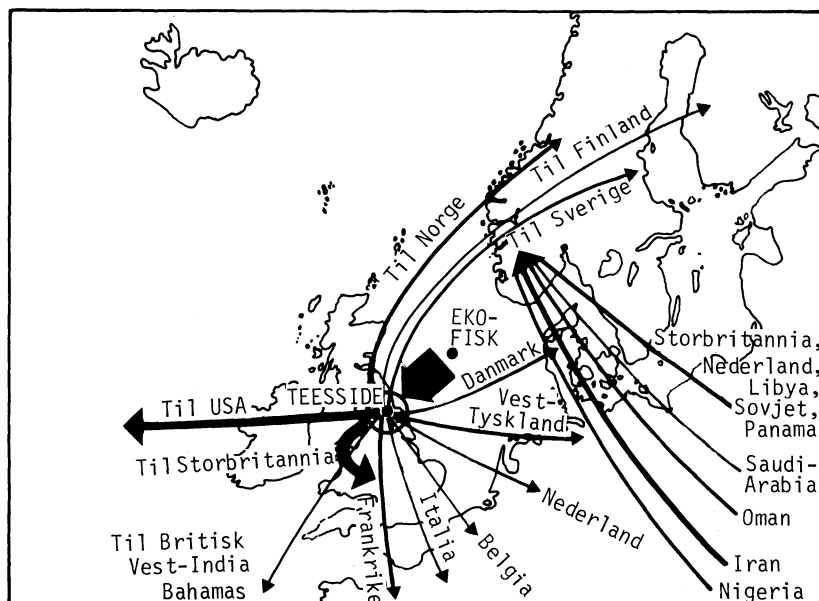 Til Finland
Til Sverige
Til Norge
EKO-
FISK
Danmark
Storbritannia,
Nederland,
Libya,
Sovjet,
Panama
TEESSIDE
Til USA
Vest-
Tyskland
Til Storbritannia
Saudi-
Arabia
Nederland
Oman
Frankrike
Italia
Belgia
Til Britisk
Vest-India
Bahamas
Iran
Nigeria